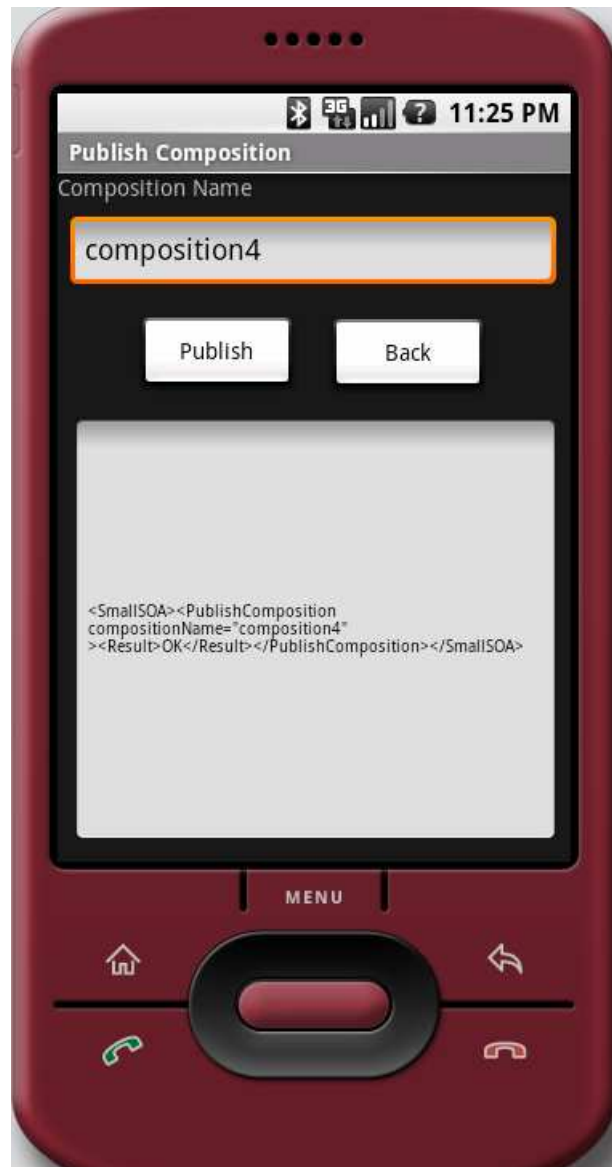 3G 11:25 PM
Publish Composition
Composition Name
composition4
Publish Back
<SmallSOA><PublishComposition
compositionName="composition4"
><Result>OK</Result></PublishComposition></SmallSOA>
MENU